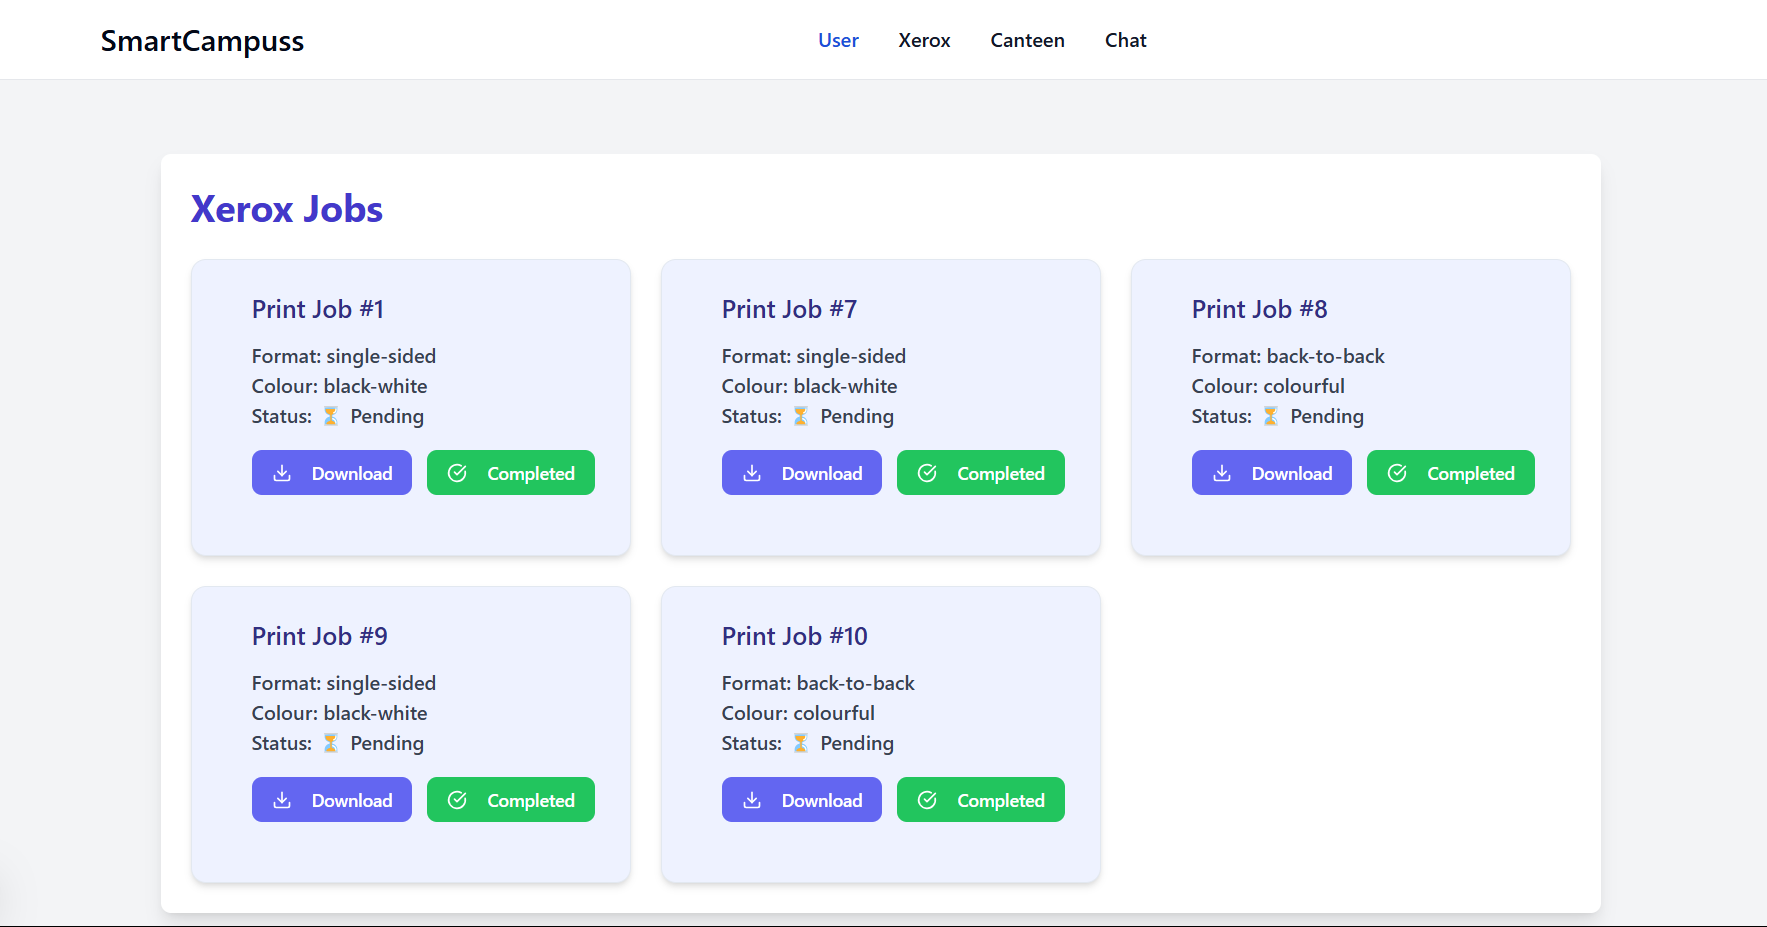 SmartCampuss
User Xerox Canteen Chat
Xerox Jobs
Print Job #1
Format: single-sided
Colour: black-white
Status: ⏳ Pending
Download Completed
Print Job #7
Format: single-sided
Colour: black-white
Status: ⏳ Pending
Download Completed
Print Job #8
Format: back-to-back
Colour: colourful
Status: ⏳ Pending
Download Completed
Print Job #9
Format: single-sided
Colour: black-white
Status: ⏳ Pending
Download Completed
Print Job #10
Format: back-to-back
Colour: colourful
Status: ⏳ Pending
Download Completed